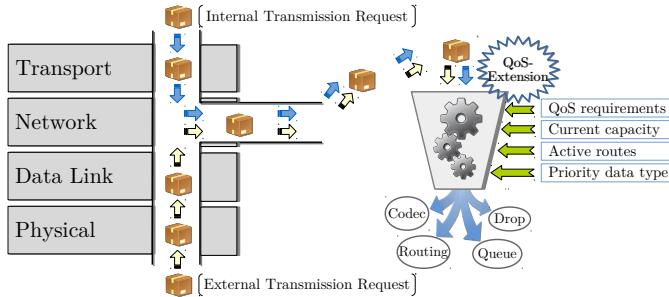 Internal Transmission Request
Transport
Network
Data Link
Physical
External Transmission Request
QoS-
Extension
QoS requirements
Current capacity
Active routes
Priority data type
Codec
Drop
Routing
Queue